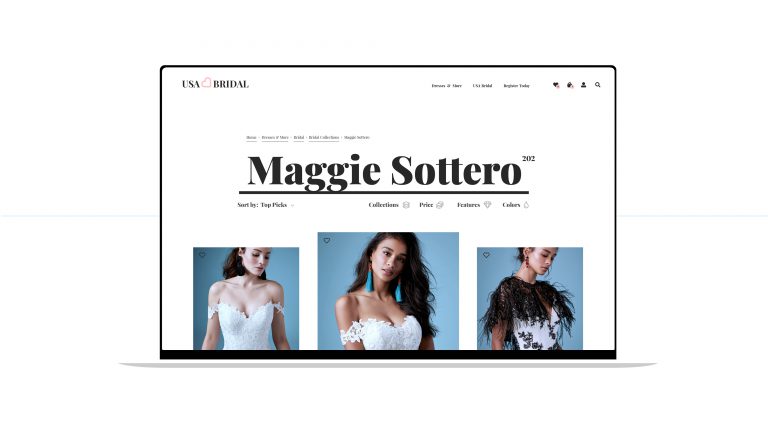 USA BRIDAL
Dresses & More USA Bridal Register Today
Home - Dresses & More - Bridal - Bridal Collections - Maggie Sottero
Maggie Sottero 202
Sort by: Top Picks Collections Price Features Colors